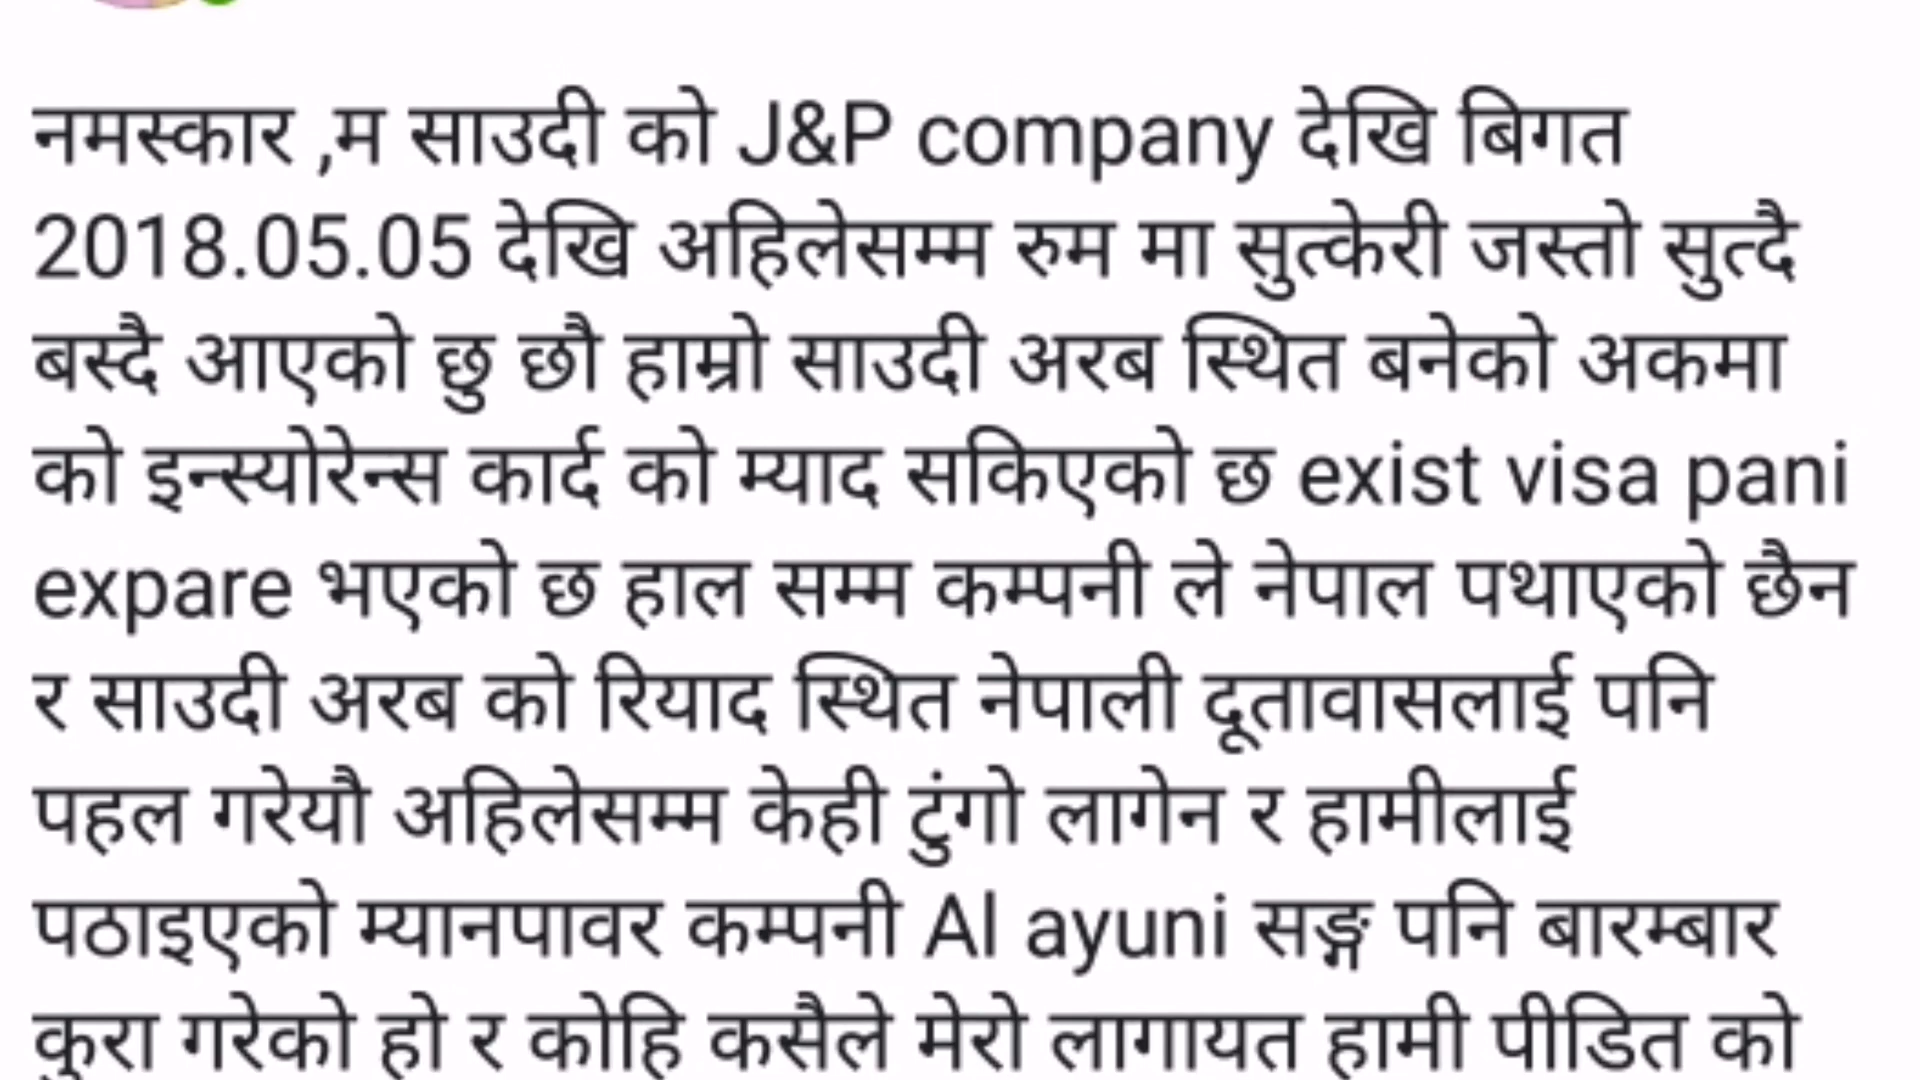 नमस्कार ,म साउदी को J&P company देखि बिगत
2018.05.05 देखि अहिलेसम्म रुम मा सुत्केरी जस्तो सुत्दै
बस्दै आएको छु छौ हाम्रो साउदी अरब स्थित बनेको अकमा
को इन्स्योरेन्स कार्द को म्याद सकिएको छ exist visa pani
expare भएको छ हाल सम्म कम्पनी ले नेपाल पथाएको छैन
र साउदी अरब को रियाद स्थित नेपाली दूतावासलाई पनि
पहल गरेयौ अहिलेसम्म केही टुंगो लागेन र हामीलाई
पठाइएको म्यानपावर कम्पनी Al ayuni सङ्ग पनि बारम्बार
कुरा गरेको हो र कोहि कसैले मेरो लागायत हामी पीडित को